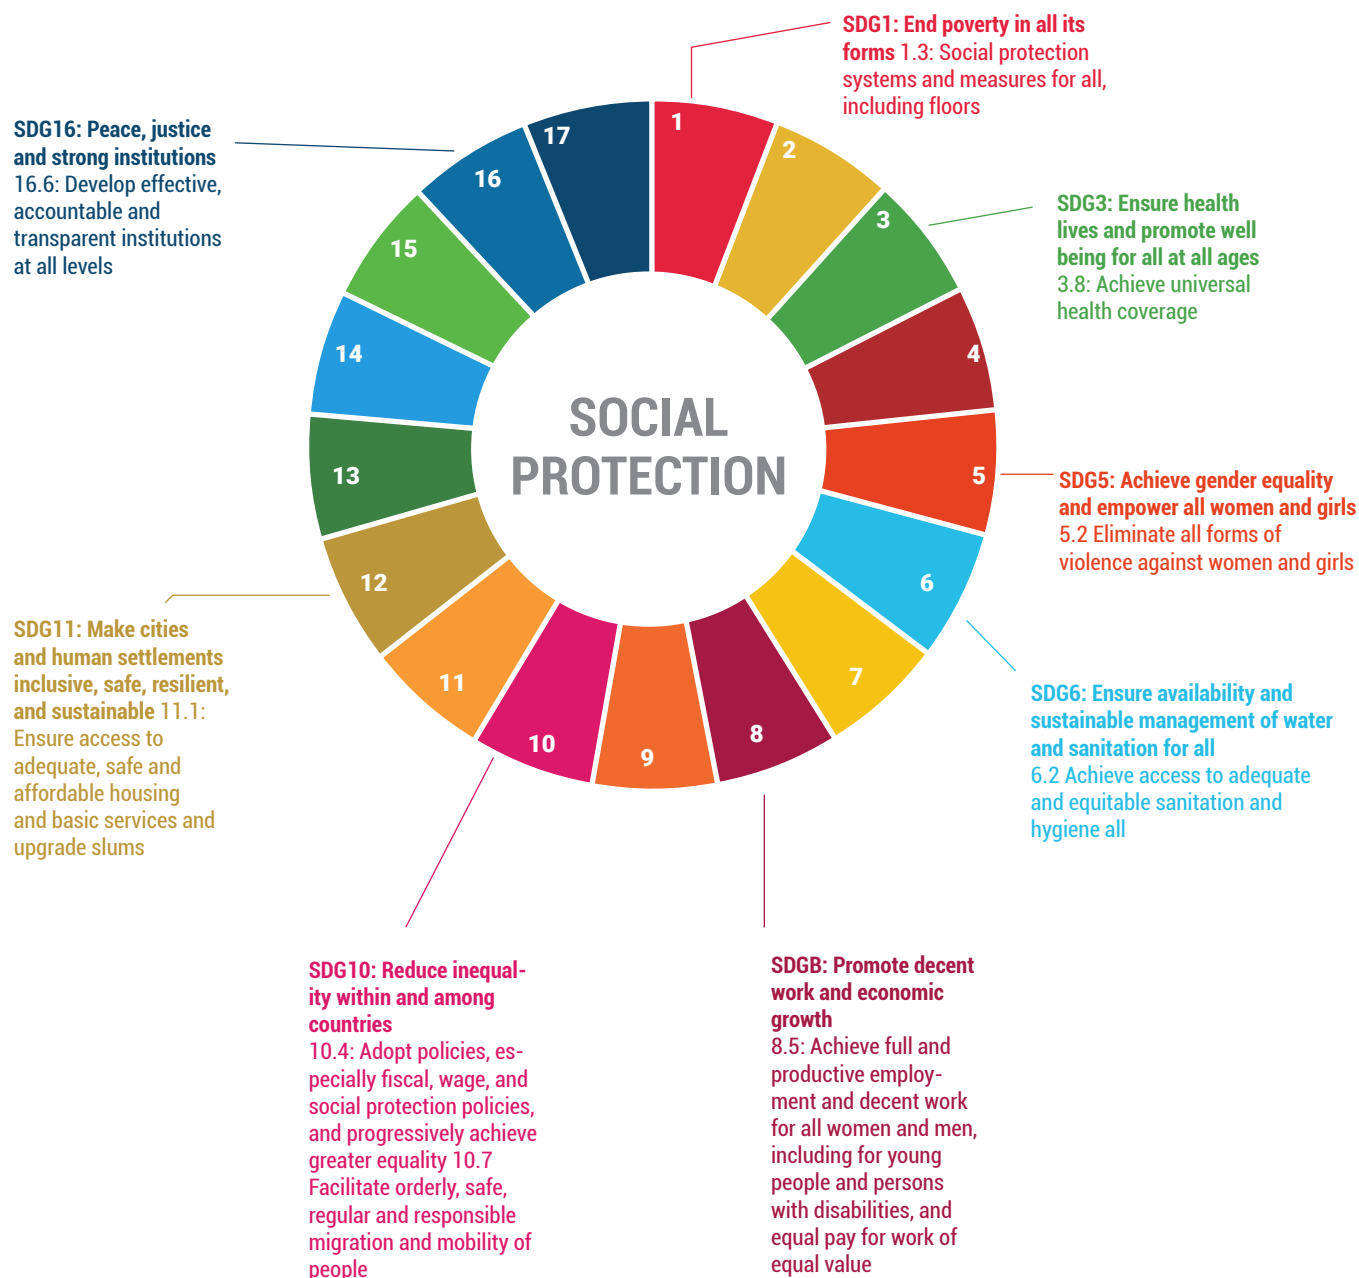 SDG1: End poverty in all its
forms 1.3: Social protection
systems and measures for all,
including floors
SDG16: Peace, justice
and strong institutions
16.6: Develop effective,
accountable and
transparent institutions
at all levels
SDG3: Ensure health
lives and promote well
being for all at all ages
3.8: Achieve universal
health coverage
SDG5: Achieve gender equality
and empower all women and girls
5.2 Eliminate all forms of
violence against women and girls
SDG6: Ensure availability and
sustainable management of water
and sanitation for all
6.2 Achieve access to adequate
and equitable sanitation and
hygiene all
SDGB: Promote decent
work and economic
growth
8.5: Achieve full and
productive employ-
ment and decent work
for all women and men,
including for young
people and persons
with disabilities, and
equal pay for work of
equal value
SDG10: Reduce inequal-
ity within and among
countries
10.4: Adopt policies, es-
pecially fiscal, wage, and
social protection policies,
and progressively achieve
greater equality 10.7
Facilitate orderly, safe,
regular and responsible
migration and mobility of
people
SDG11: Make cities
and human settlements
inclusive, safe, resilient,
and sustainable 11.1:
Ensure access to
adequate, safe and
affordable housing
and basic services and
upgrade slums
SOCIAL
PROTECTION
1
2
3
4
5
6
7
8
9
10
11
12
13
14
15
16
17